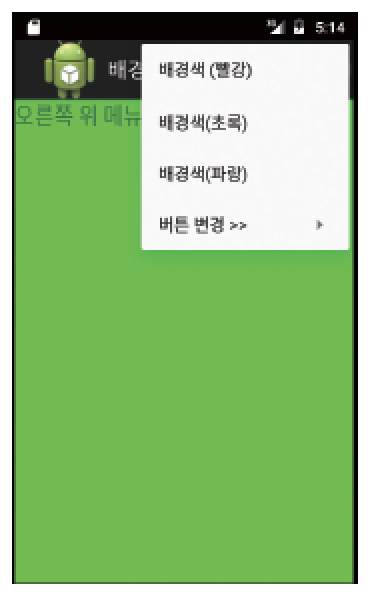 5:14
배경
배경색 (빨강)
오른쪽 위 메뉴
배경색(초록)
배경색(파랑)
버튼 변경 >>